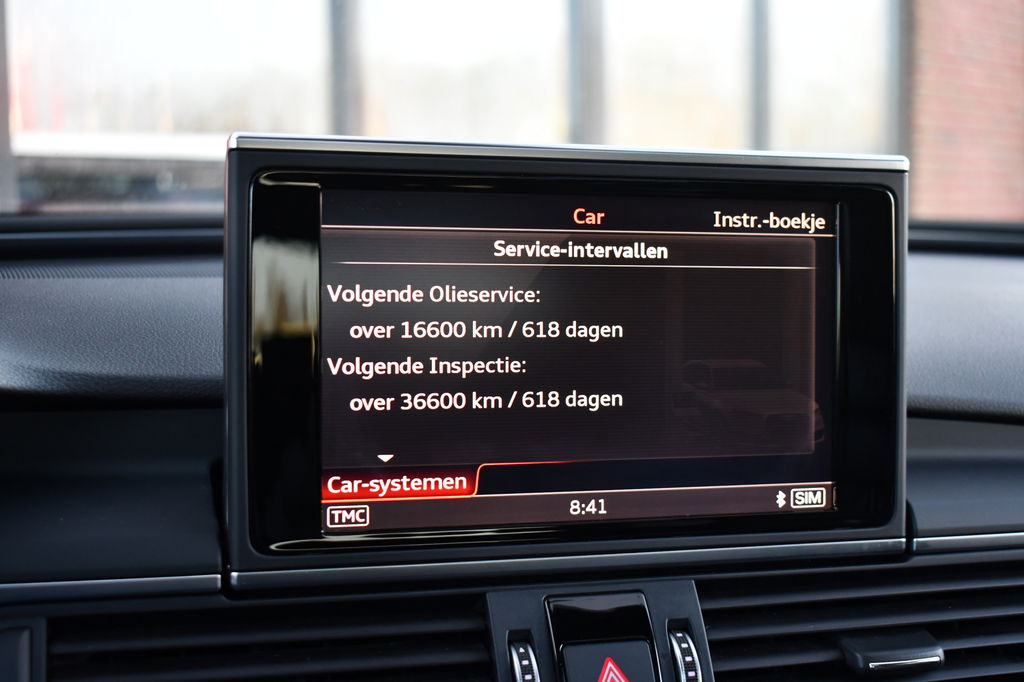 Car
Instr.-boekje
Service-intervallen
Volgende Olieservice:
over 16600 km / 618 dagen
Volgende Inspectie:
over 36600 km / 618 dagen
Car-systemen
TMC
8:41
SIM